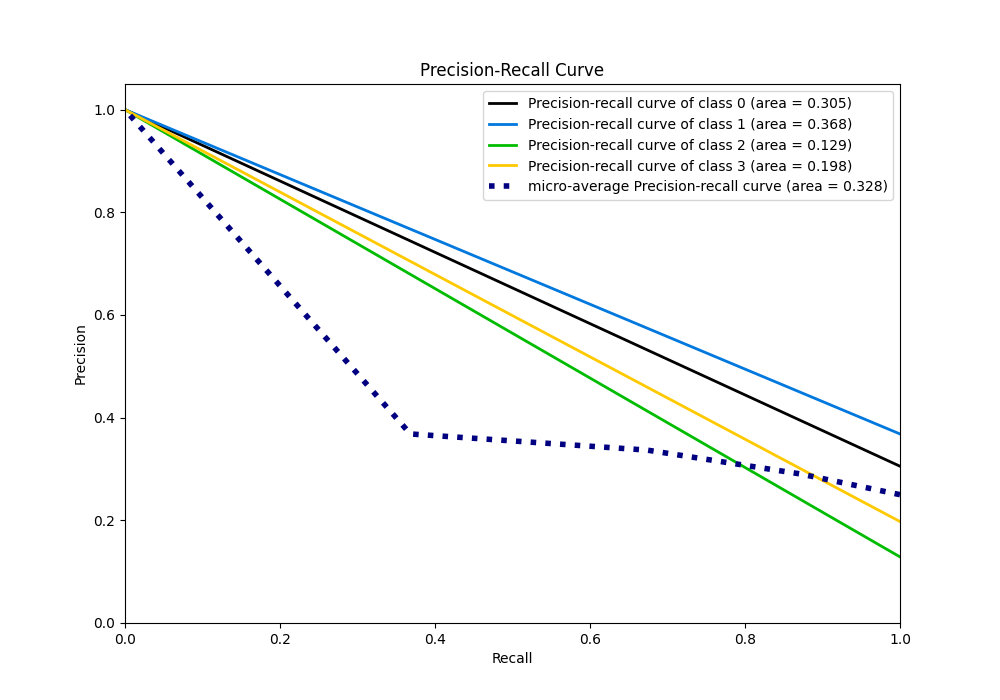 Precision-Recall Curve
Precision-recall curve of class 0 (area = 0.305)
Precision-recall curve of class 1 (area = 0.368)
Precision-recall curve of class 2 (area = 0.129)
Precision-recall curve of class 3 (area = 0.198)
micro-average Precision-recall curve (area = 0.328)
Precision
1.0
0.8
0.6
0.4
0.2
0.0
0.0 0.2 0.4 0.6 0.8 1.0
Recall